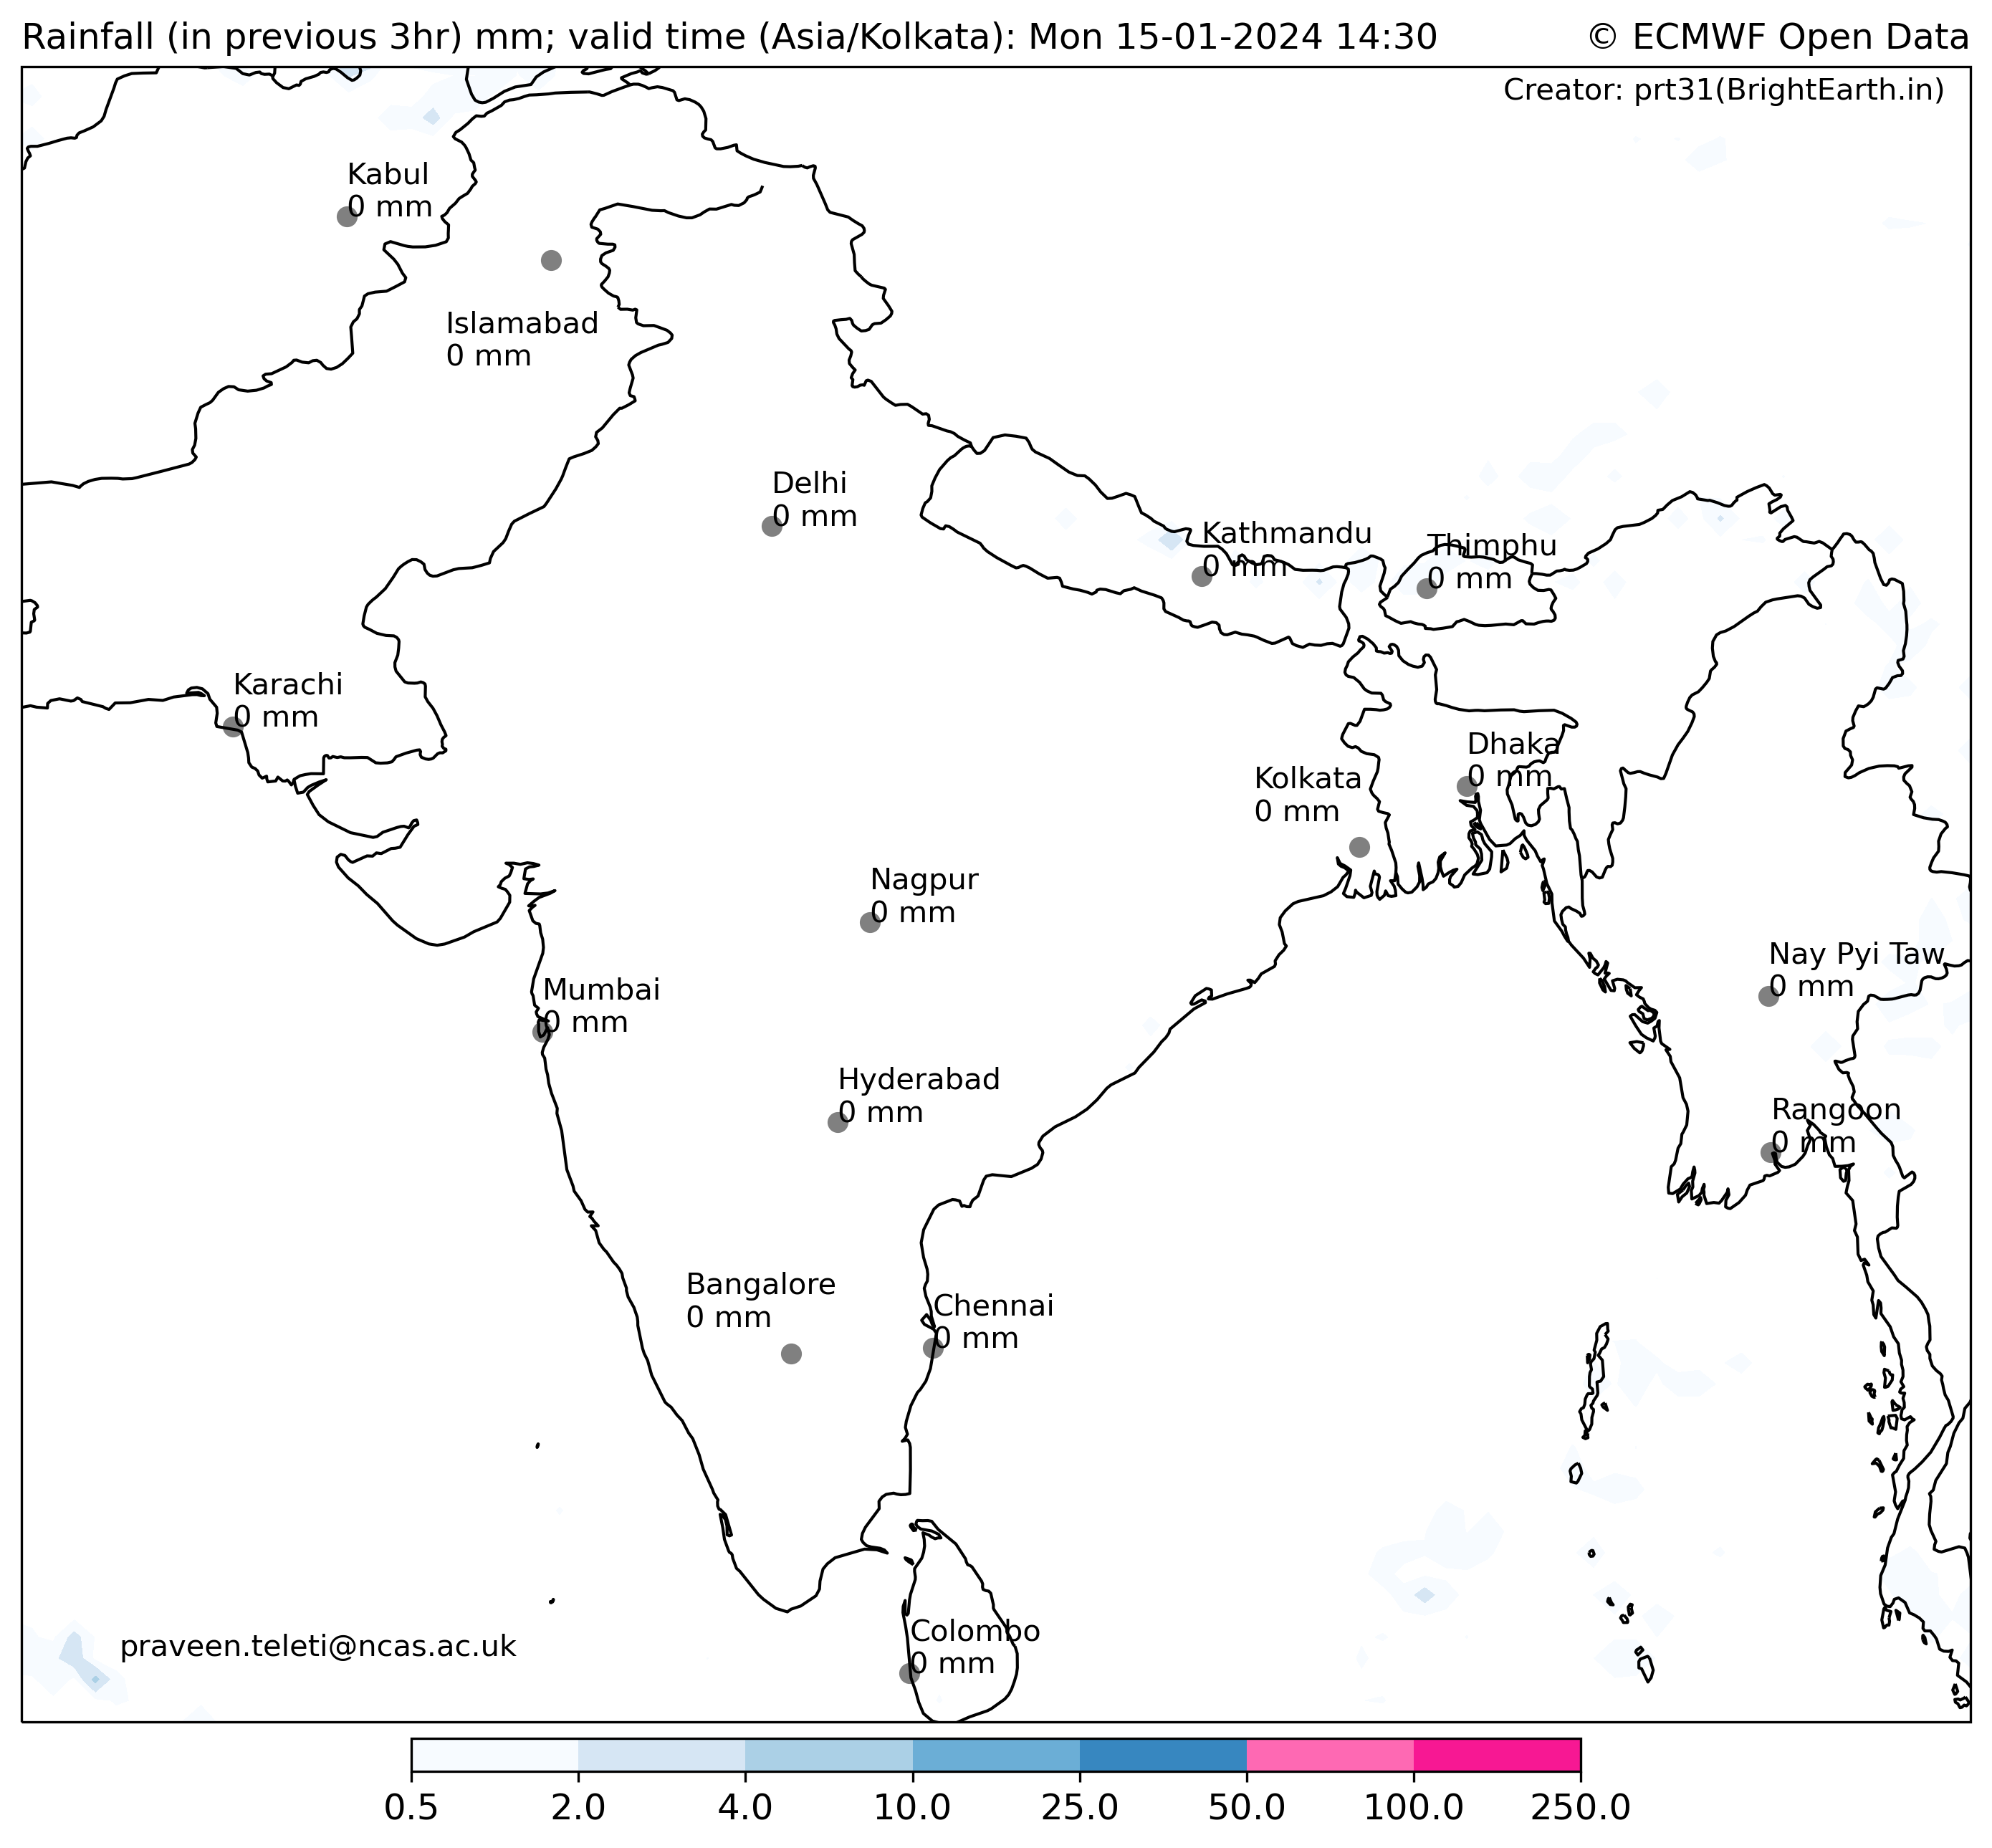 Rainfall (in previous 3hr) mm; valid time (Asia/Kolkata): Mon 15-01-2024 14:30 © ECMWF Open Data
Creator: prt31(BrightEarth.in)
Kabul
0 mm
Islamabad
0 mm
Delhi
0 mm
Kathmandu
0 mm
Thimphu
0 mm
Karachi
0 mm
Dhaka
0 mm
Kolkata
0 mm
Nagpur
0 mm
Nay Pyi Taw
0 mm
Mumbai
0 mm
Hyderabad
0 mm
Rangoon
0 mm
Bangalore
0 mm
Chennai
0 mm
Colombo
0 mm
praveen.teleti@ncas.ac.uk
0.5 2.0 4.0 10.0 25.0 50.0 100.0 250.0